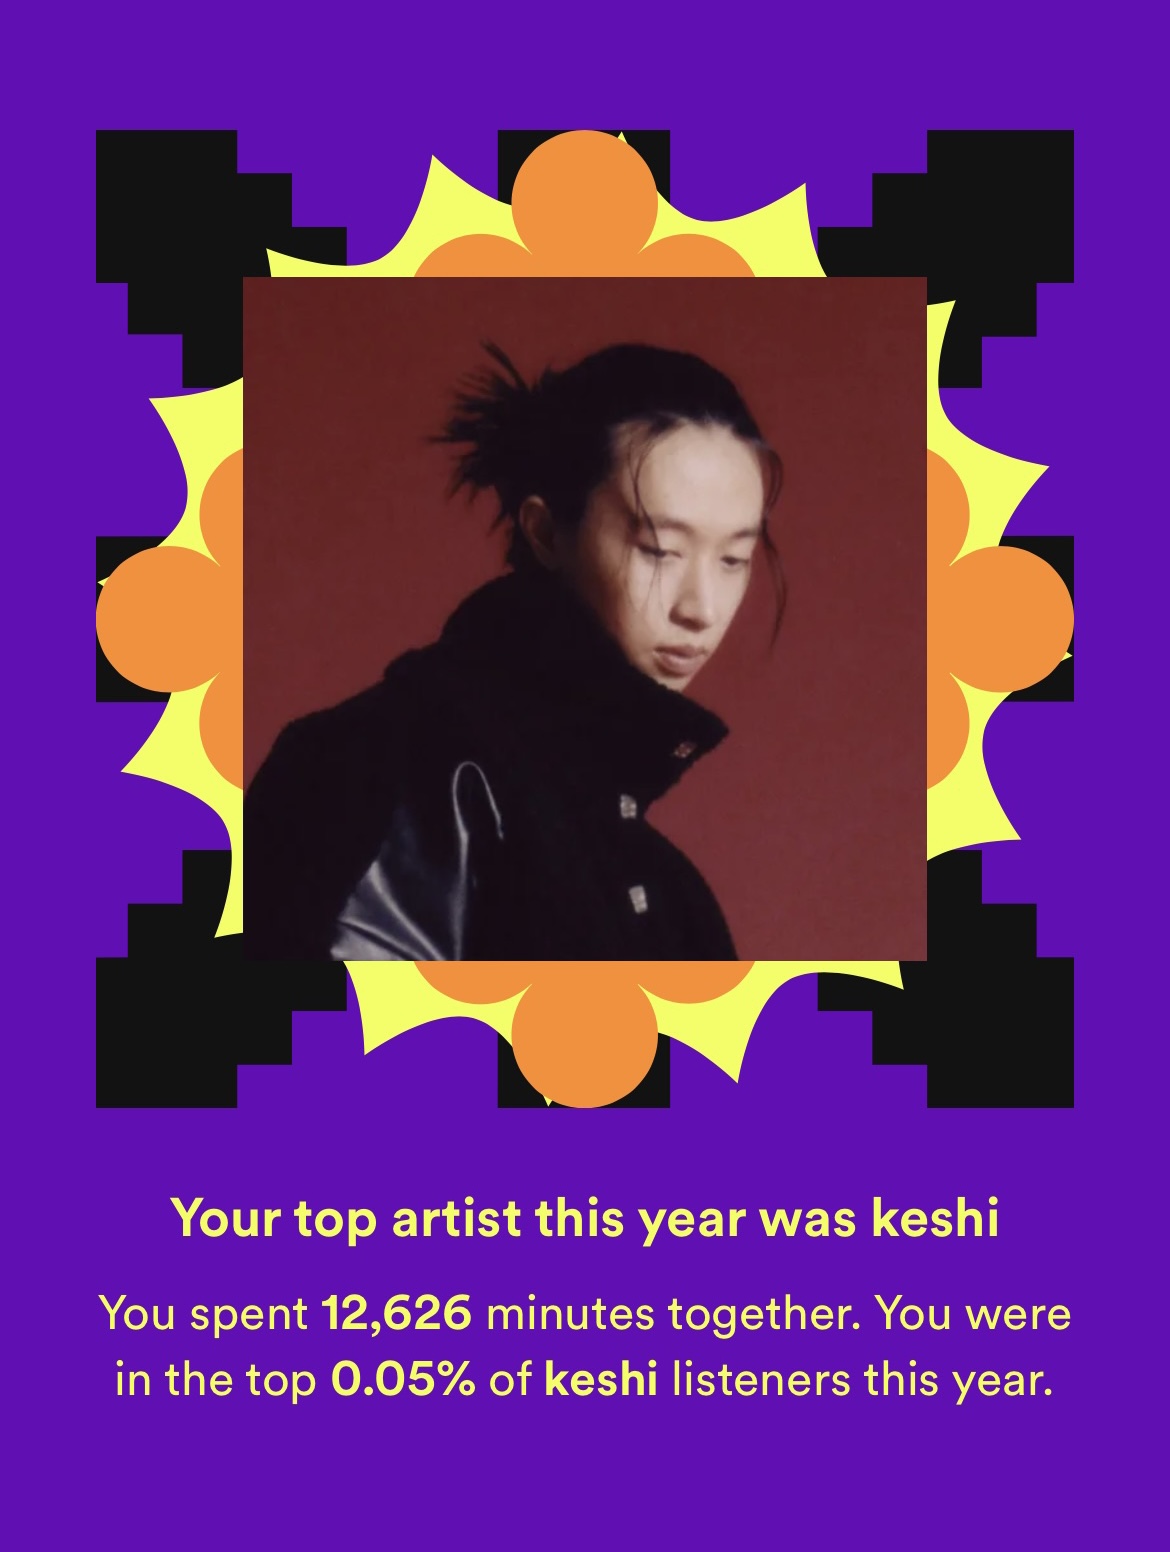 Your top artist this year was keshi
You spent 12,626 minutes together. You were
in the top 0.05% of keshi listeners this year.